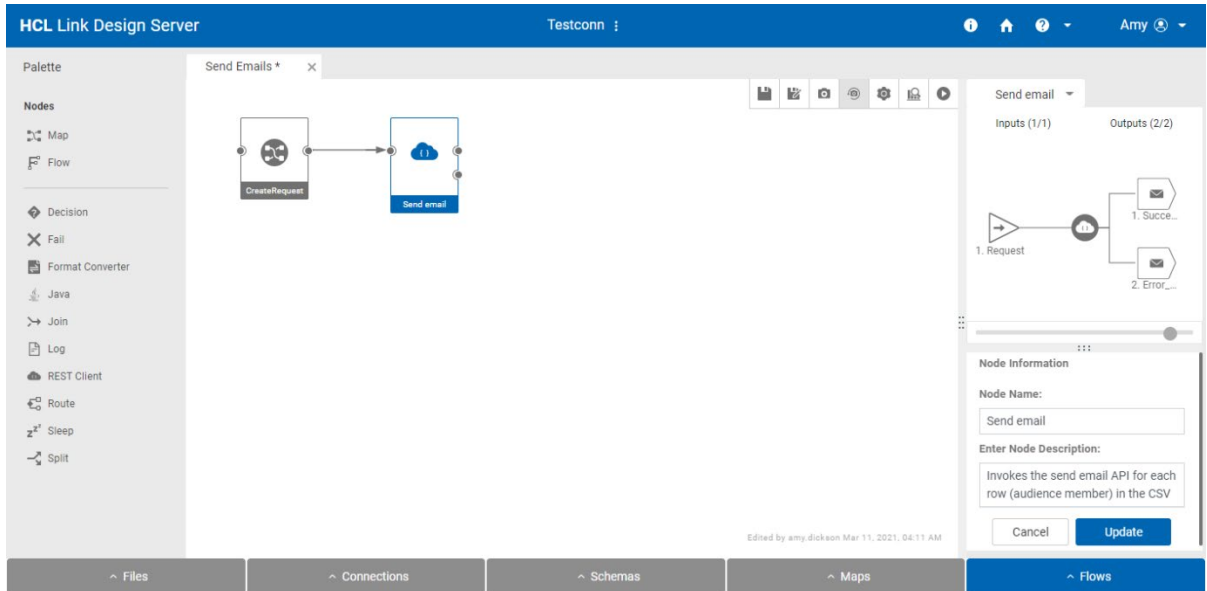 HCL Link Design Server
Testconn
Amy
Palette
Send Emails *
Nodes
Map
Flow
Decision
Fail
Format Converter
Java
Join
Log
REST Client
Route
Sleep
Split
CreateRequest
Send email
Edited by amy.dickson Mar 11, 2021, 04:11 AM
Send email
Inputs (1/1) Outputs (2/2)
1. Succe...
1. Request
2. Error_...
Node Information
Node Name:
Send email
Enter Node Description:
Invokes the send email API for each
row (audience member) in the CSV
Cancel Update
Files Connections Schemas Maps Flows